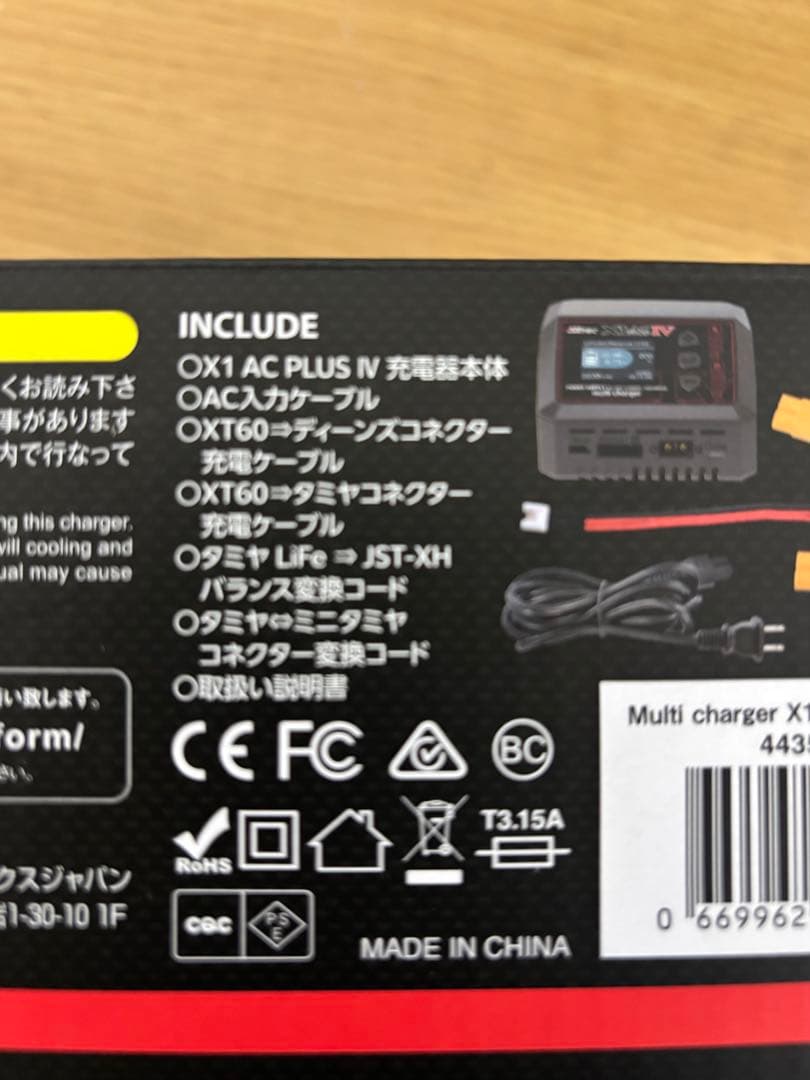 INCLUDE
○X1 AC PLUS Ⅳ 充電器本体
○AC入力ケーブル
○XT60⇒ディーンズコネクター
充電ケーブル
○XT60⇒タミヤコネクター
充電ケーブル
○タミヤ LiFe ⇒ JST-XH
バランス変換コード
○タミヤ⇔ミニタミヤ
コネクター変換コード
○取扱い説明書
くお読み下さ
事があります
内で行なって
ng this charger.
vill cooling and
ual may cause
い致します。
form/
さい。
クスジャパン
1-30-10 1F
CE FC BC
RoHS
T3.15A
PSE
MADE IN CHINA
Multi charger X1
443
0 669962